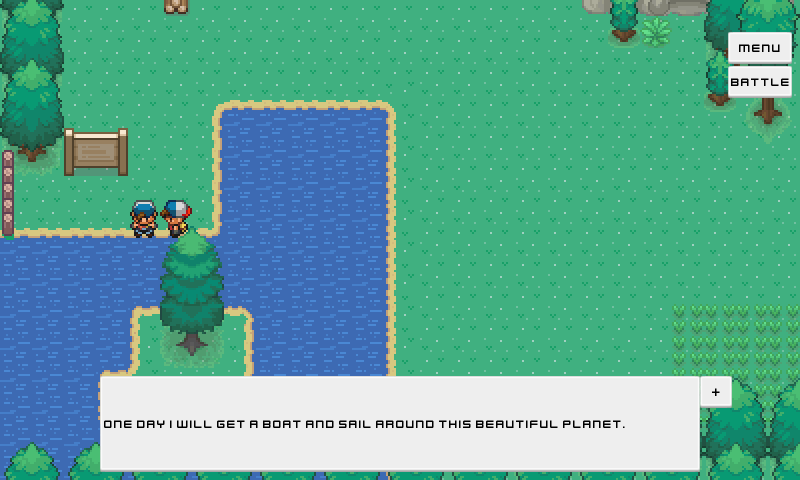 MENU
BATTLE
+
ONE DAY I WILL GET A BOAT AND SAIL AROUND THIS BEAUTIFUL PLANET.